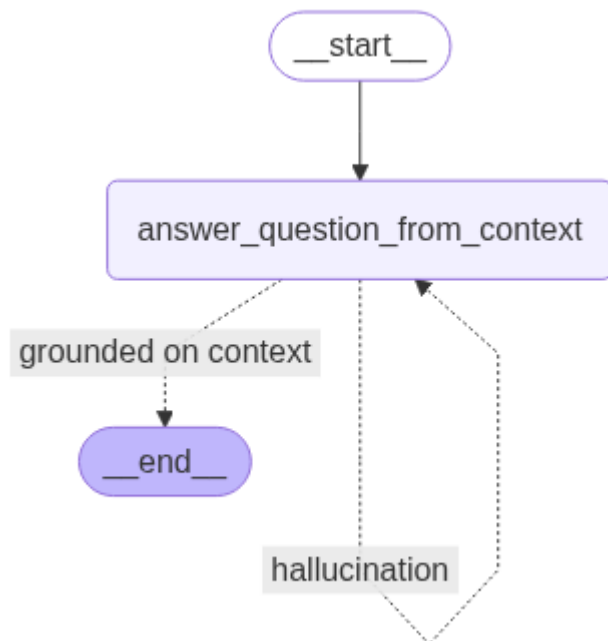 __start__
answer_question_from_context
grounded on context
__end__
hallucination